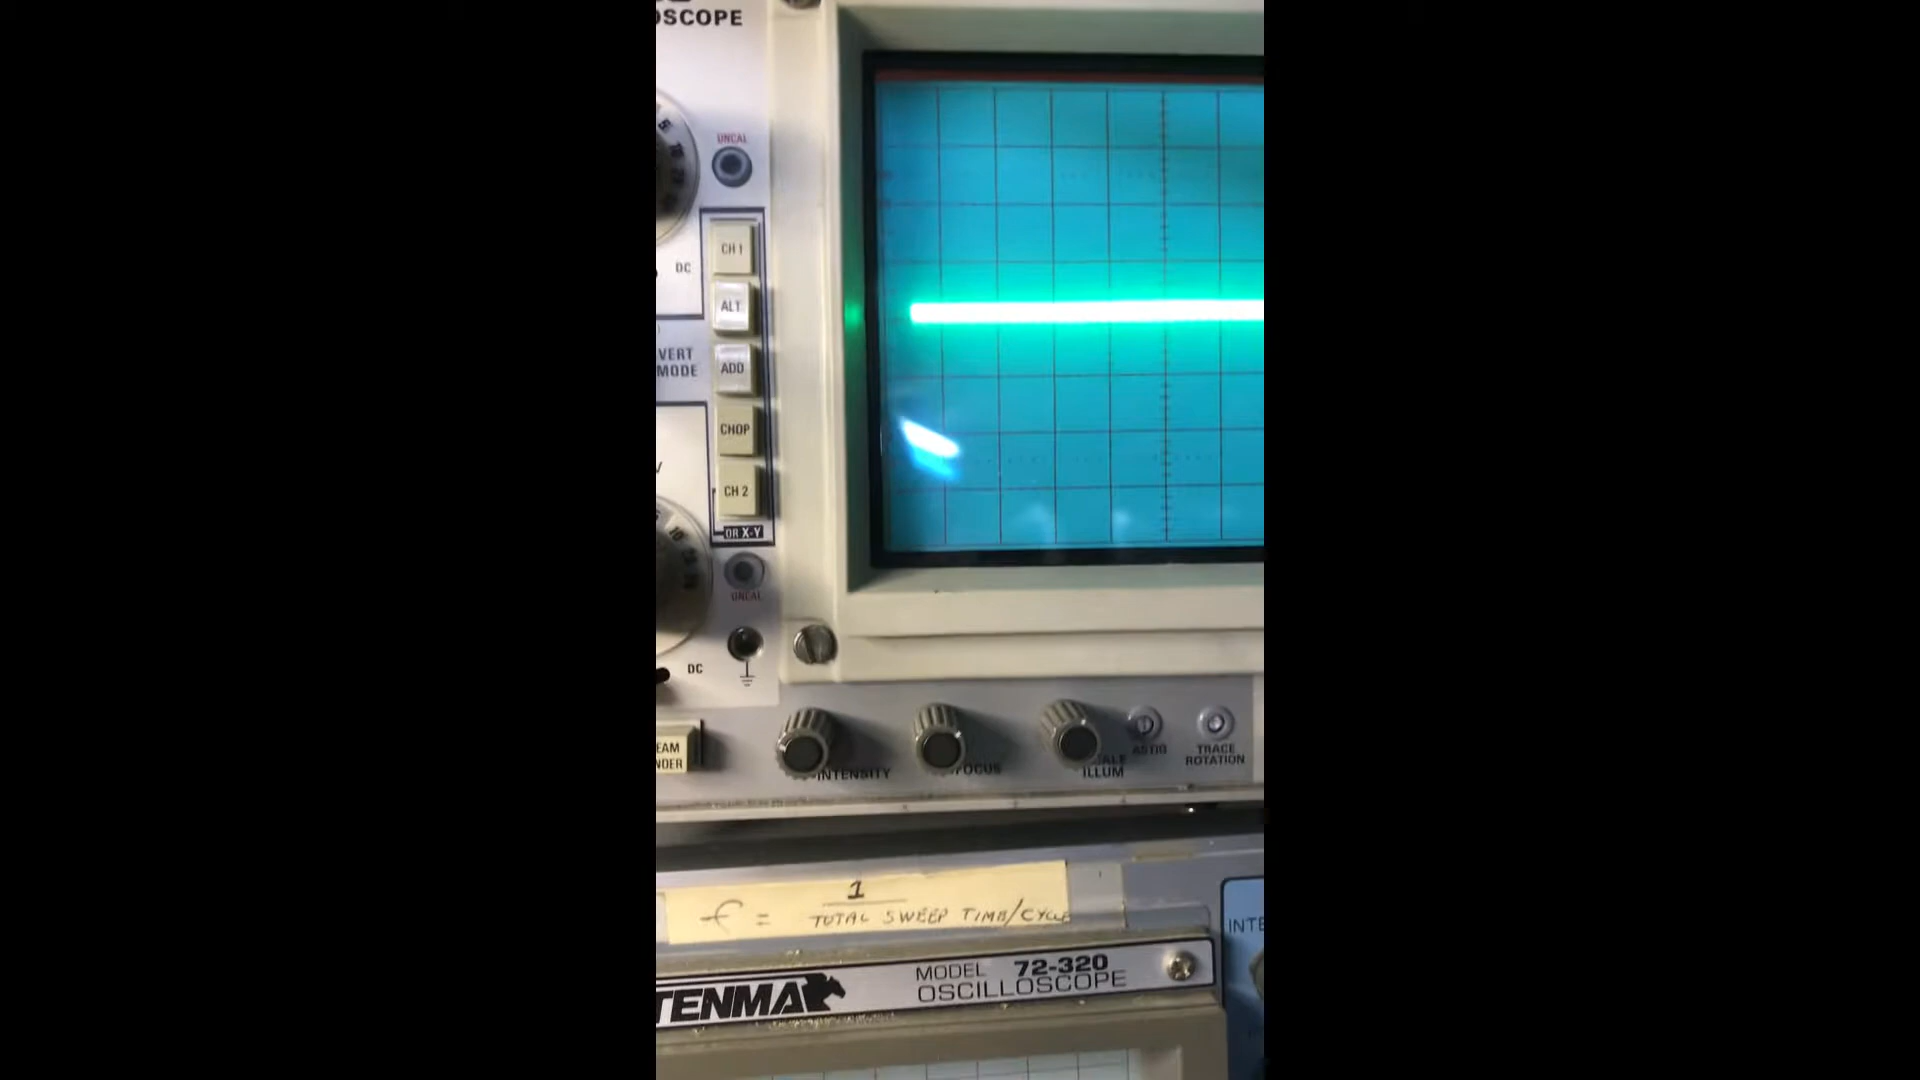 OSCOPE
UNCAL
CH 1
DC
ALT
VERT
MODE
ADD
CHOP
V
CH 2
OR X-Y
10
UNCAL
DC
EAM
NDER
INTENSITY
FOCUS
ILLUM
ASTIG
TRACE
ROTATION
f = 1
TOTAL SWEEP TIME/CYCLE
INTE
MODEL 72-320
TENMA OSCILLOSCOPE